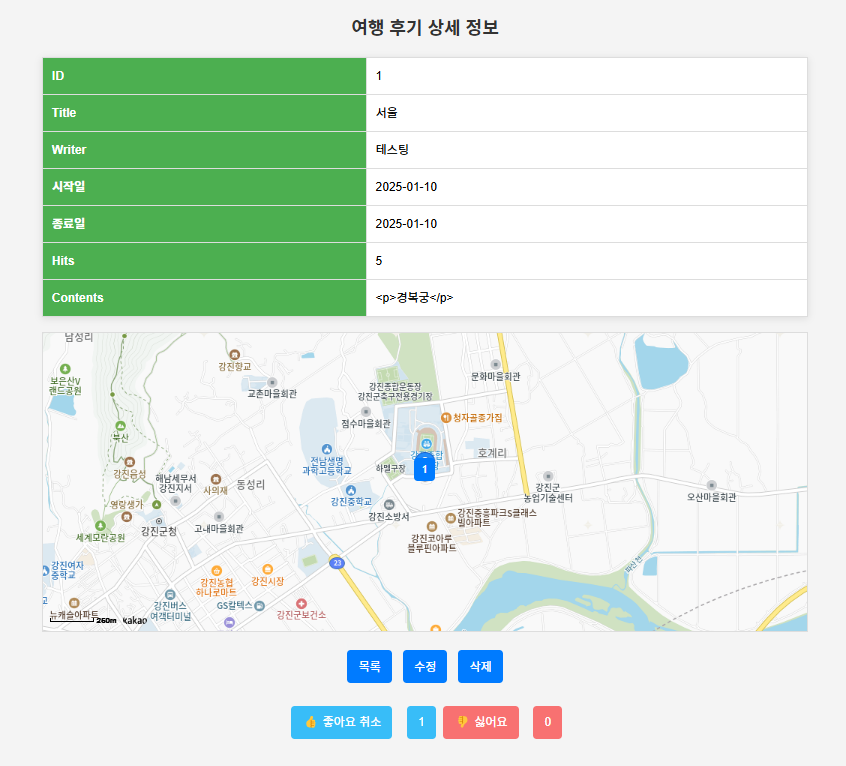 여행 후기 상세 정보
ID 1
Title 서울
Writer 테스팅
시작일 2025-01-10
종료일 2025-01-10
Hits 5
Contents <p>경복궁</p>
남성리
강진향교
보은산V
랜드공원
교촌마을회관
강진종합운동장
강진군축구전용경기장
문화마을회관
점수마을회관
청자골종가집
북산
전남생명
과학고등학교
하멜구장
호계리
1
강진읍성
해남세무서
강진지서
사의재
동성리
강진군
농업기술센터
오산마을회관
영랑생가
강진중학교
강진군청
고내마을회관
강진소방서
강진중흥파크S클래스
빌아파트
세계모란공원
강진코아루
블루핀아파트
강진여자
중학교
23
강진농협
하나로마트
강진시장
강진버스
여객터미널
GS칼텍스
강진군보건소
뉴캐슬아파트
260m kakao
목록 수정 삭제
👍 좋아요 취소 1 👎 싫어요 0